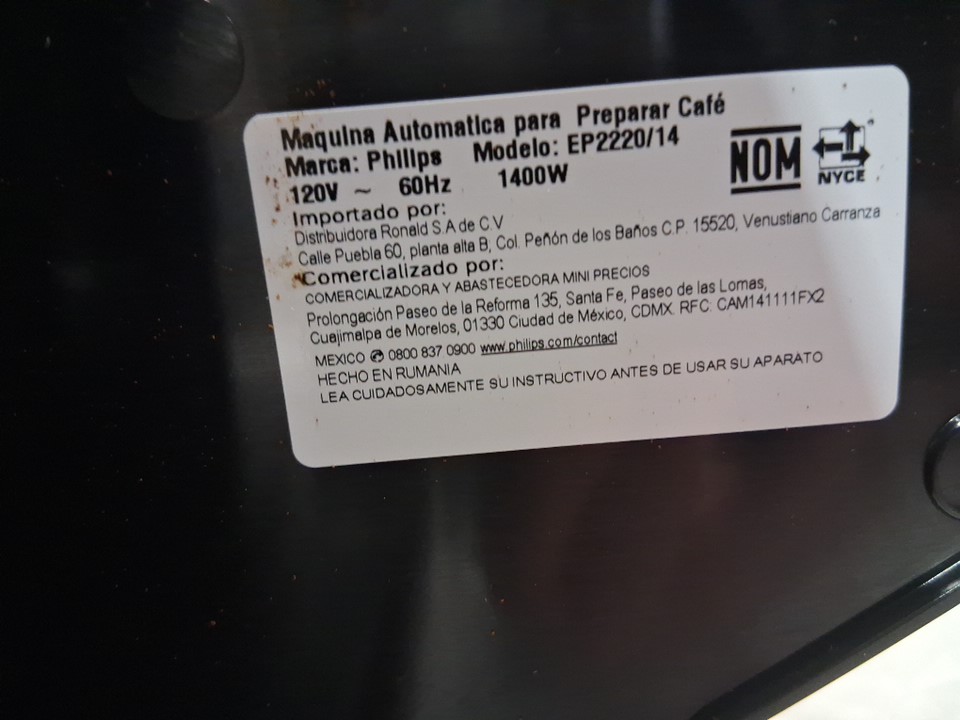 Maquina Automatica para Preparar Café
Marca: Philips Modelo: EP2220/14
120V ~ 60Hz 1400W
NOM
NYCE
Importado por:
Distribuidora Ronald S.A de C.V
Calle Puebla 60, planta alta B, Col. Peñón de los Baños C.P. 15520, Venustiano Carranza
Comercializado por:
COMERCIALIZADORA Y ABASTECEDORA MINI PRECIOS
Prolongación Paseo de la Reforma 135, Santa Fe, Paseo de las Lomas,
Cuajimalpa de Morelos, 01330 Ciudad de México, CDMX. RFC: CAM141111FX2
MEXICO 0800 837 0900 www.philips.com/contact
HECHO EN RUMANIA
LEA CUIDADOSAMENTE SU INSTRUCTIVO ANTES DE USAR SU APARATO